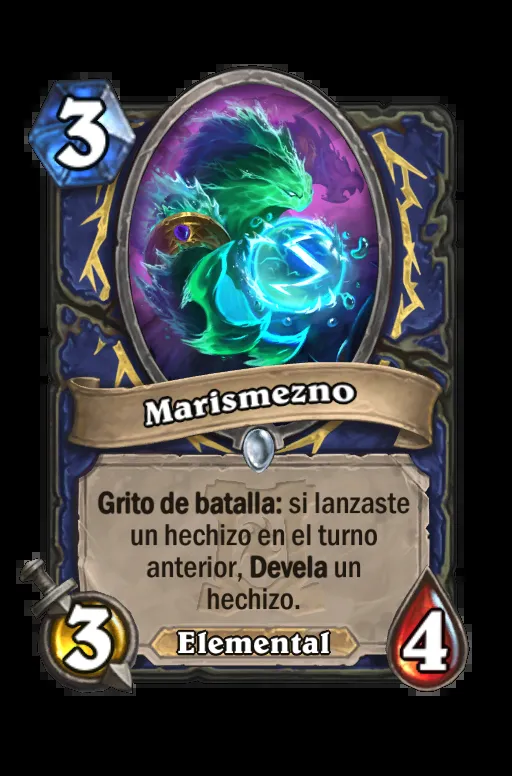 3
Marismezno
Grito de batalla: si lanzaste
un hechizo en el turno
anterior, Devela un
hechizo.
3
Elemental
4